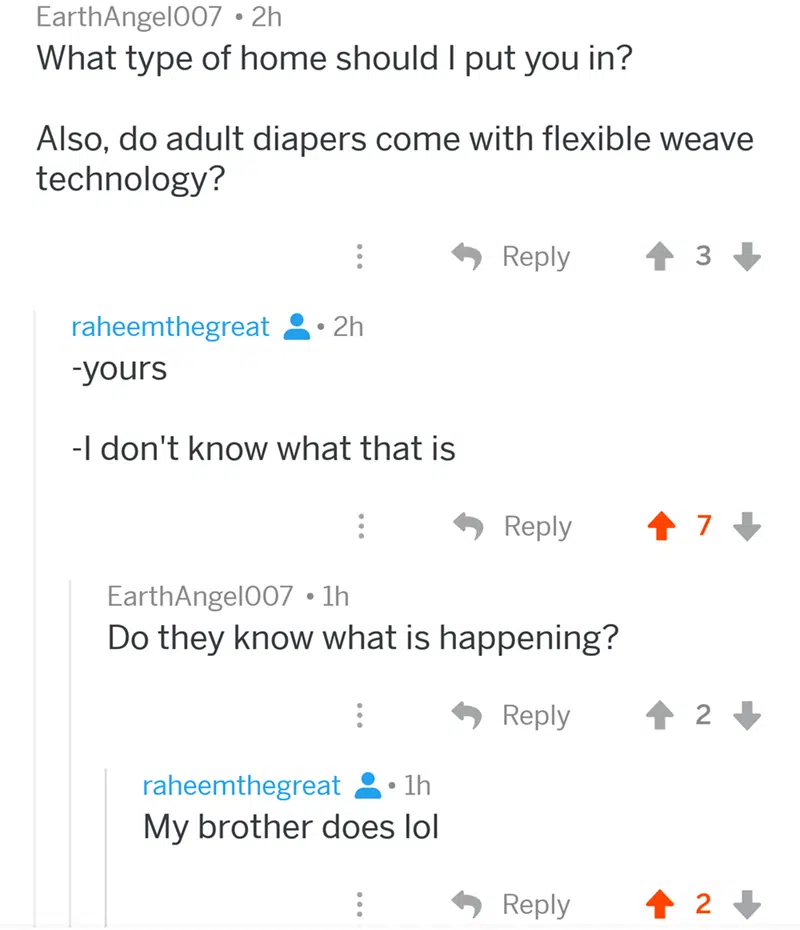 EarthAngel007 • 2h
What type of home should I put you in?
Also, do adult diapers come with flexible weave
technology?
Reply 3
raheemthegreat • 2h
-yours
-I don't know what that is
Reply 7
EarthAngel007 • 1h
Do they know what is happening?
Reply 2
raheemthegreat • 1h
My brother does lol
Reply 2